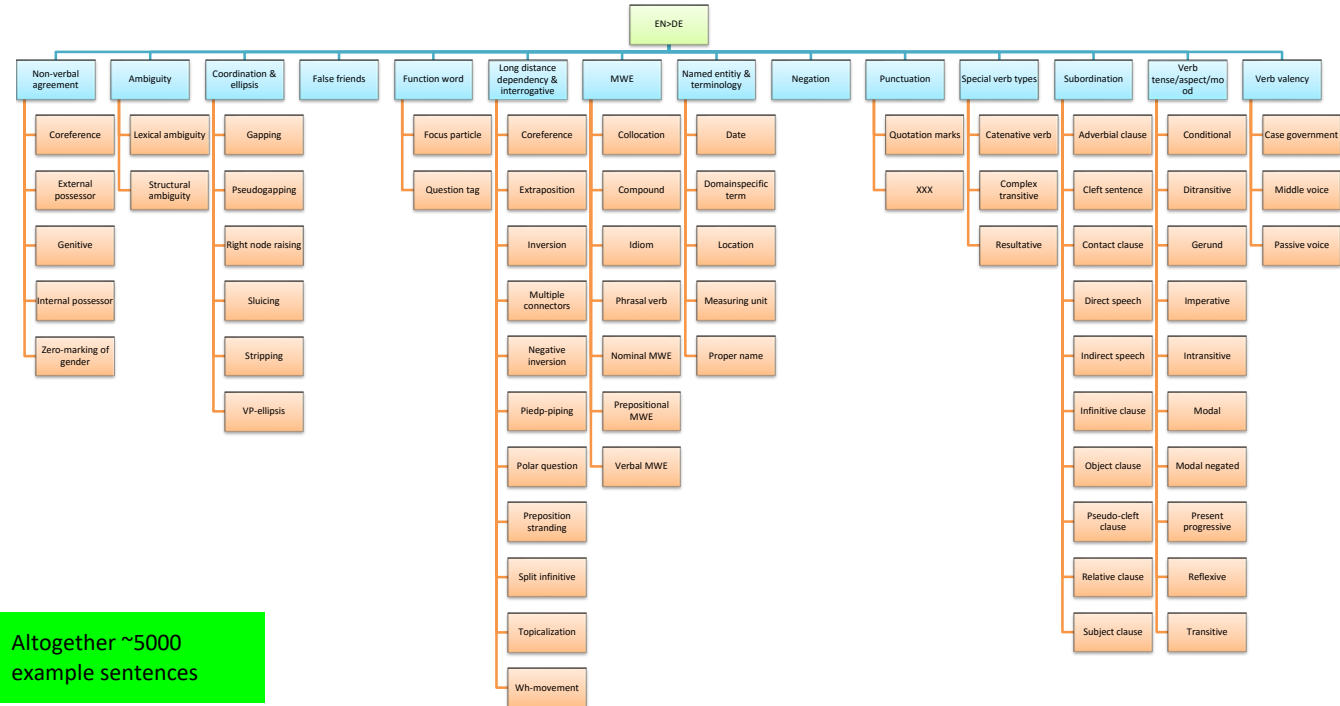 EN>DE
Non-verbal
agreement
Coreference
External
possessor
Genitive
Internal possessor
Zero-marking of
gender
Ambiguity
Lexical ambiguity
Structural
ambiguity
Coordination &
ellipsis
Gapping
Pseudogapping
Right node raising
Sluicing
Stripping
VP-ellipsis
False friends
Function word
Focus particle
Question tag
Long distance
dependency &
interrogative
Coreference
Extraposition
Inversion
Multiple
connectors
Negative
inversion
Piedp-piping
Polar question
Preposition
stranding
Split infinitive
Topicalization
Wh-movement
MWE
Collocation
Compound
Idiom
Phrasal verb
Nominal MWE
Prepositional
MWE
Verbal MWE
Named entitiy &
terminology
Date
Domainspecific
term
Location
Measuring unit
Proper name
Negation
Punctuation
Quotation marks
XXX
Special verb types
Catenative verb
Complex
transitive
Resultative
Subordination
Adverbial clause
Cleft sentence
Contact clause
Direct speech
Indirect speech
Infinitive clause
Object clause
Pseudo-cleft
clause
Relative clause
Subject clause
Verb
tense/aspect/mo
od
Conditional
Ditransitive
Gerund
Imperative
Intransitive
Modal
Modal negated
Present
progressive
Reflexive
Transitive
Verb valency
Case government
Middle voice
Passive voice
Altogether ~5000
example sentences